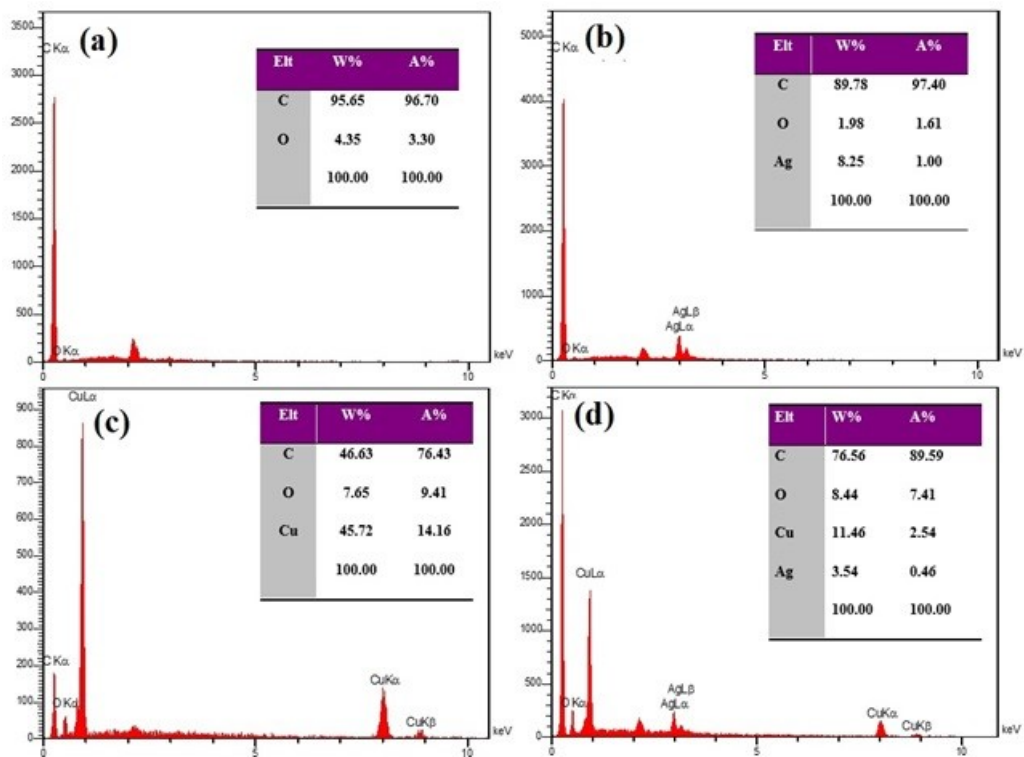 (a)
3500
3000
2500
2000
1500
1000
500
0
C Kα
O Kα
0
5
10
keV
Elt W% A%
C 95.65 96.70
O 4.35 3.30
100.00 100.00
(b)
5000
4000
3000
2000
1000
0
C Kα
O Kα
AgLβ
AgLα
0
5
10
keV
Elt W% A%
C 89.78 97.40
O 1.98 1.61
Ag 8.25 1.00
100.00 100.00
(c)
900
800
700
600
500
400
300
200
100
0
CuLα
C Kα
O Kα
CuKα
CuKβ
0
5
10
keV
Elt W% A%
C 46.63 76.43
O 7.65 9.41
Cu 45.72 14.16
100.00 100.00
(d)
3000
2500
2000
1500
1000
500
0
C Kα
CuLα
O Kα
AgLβ
AgLα
CuKα
CuKβ
0
5
10
keV
Elt W% A%
C 76.56 89.59
O 8.44 7.41
Cu 11.46 2.54
Ag 3.54 0.46
100.00 100.00